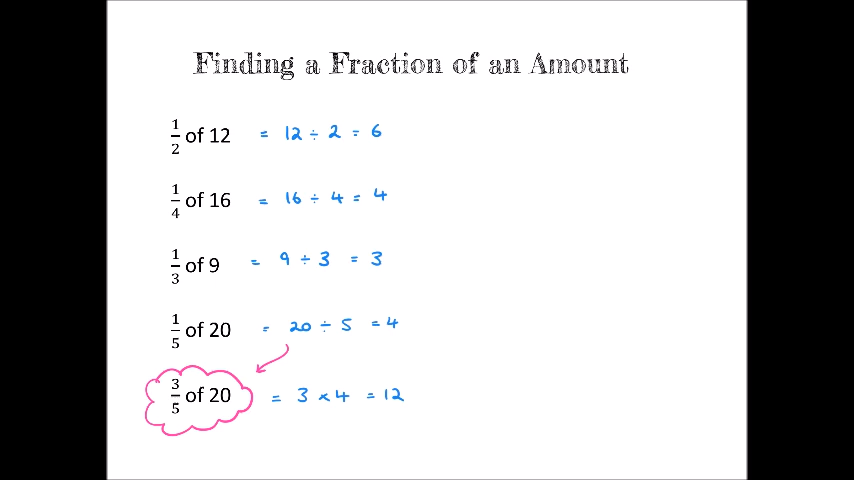 Finding a Fraction of an Amount
1/2 of 12 = 12 ÷ 2 = 6
1/4 of 16 = 16 ÷ 4 = 4
1/3 of 9 = 9 ÷ 3 = 3
1/5 of 20 = 20 ÷ 5 = 4
3/5 of 20 = 3 × 4 = 12